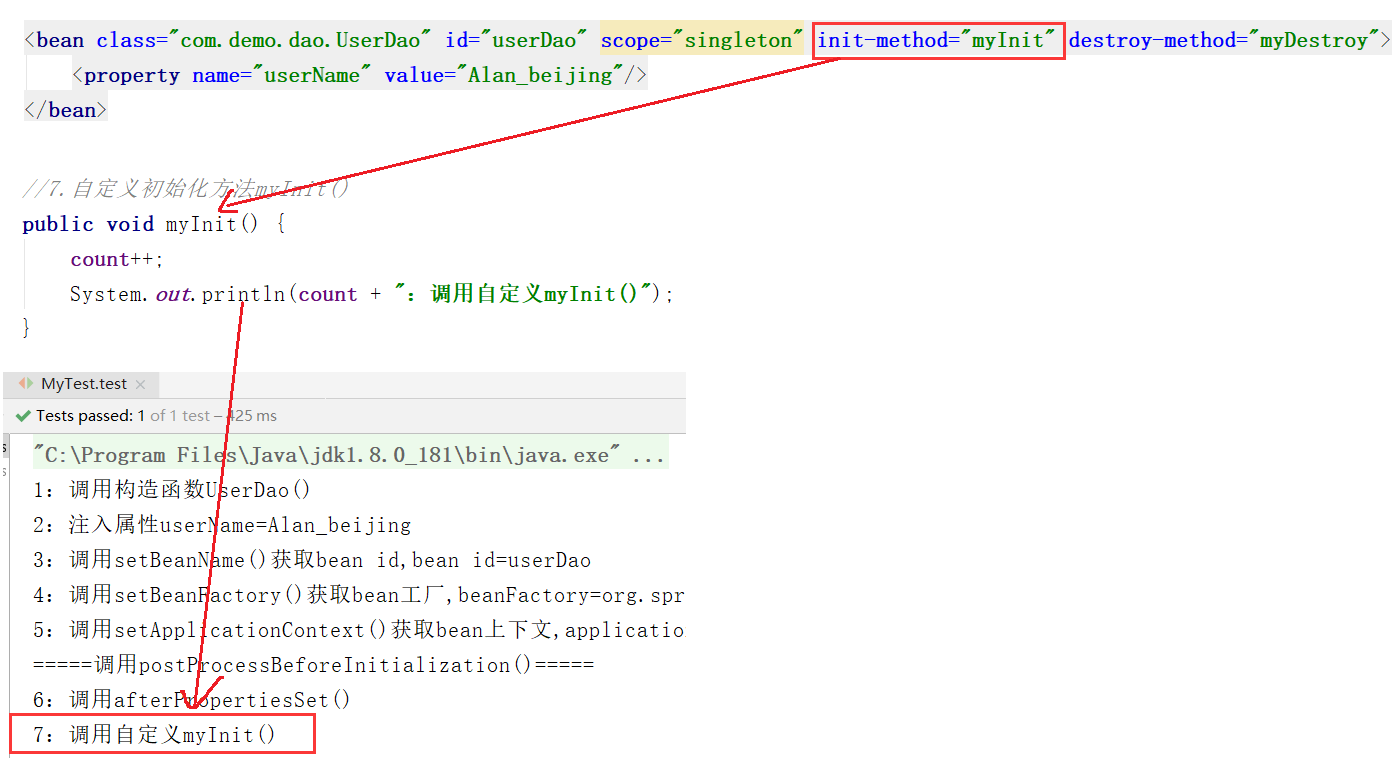 <bean class="com.demo.dao.UserDao" id="userDao" scope="singleton" init-method="myInit" destroy-method="myDestroy">
<property name="userName" value="Alan_beijing"/>
</bean>
//7.自定义初始化方法myInit()
public void myInit() {
count++;
System.out.println(count + ": 调用自定义myInit()");
}
MyTest.test
Tests passed: 1 of 1 test – 425 ms
"C:\Program Files\Java\jdk1.8.0_181\bin\java.exe" ...
1: 调用构造函数UserDao()
2: 注入属性userName=Alan_beijing
3: 调用setBeanName()获取bean id,bean id=userDao
4: 调用setBeanFactory()获取bean工厂,beanFactory=org.spr
5: 调用setApplicationContext()获取bean上下文,applicatio
=====调用postProcessBeforeInitialization()=====
6: 调用afterPropertiesSet()
7: 调用自定义myInit()